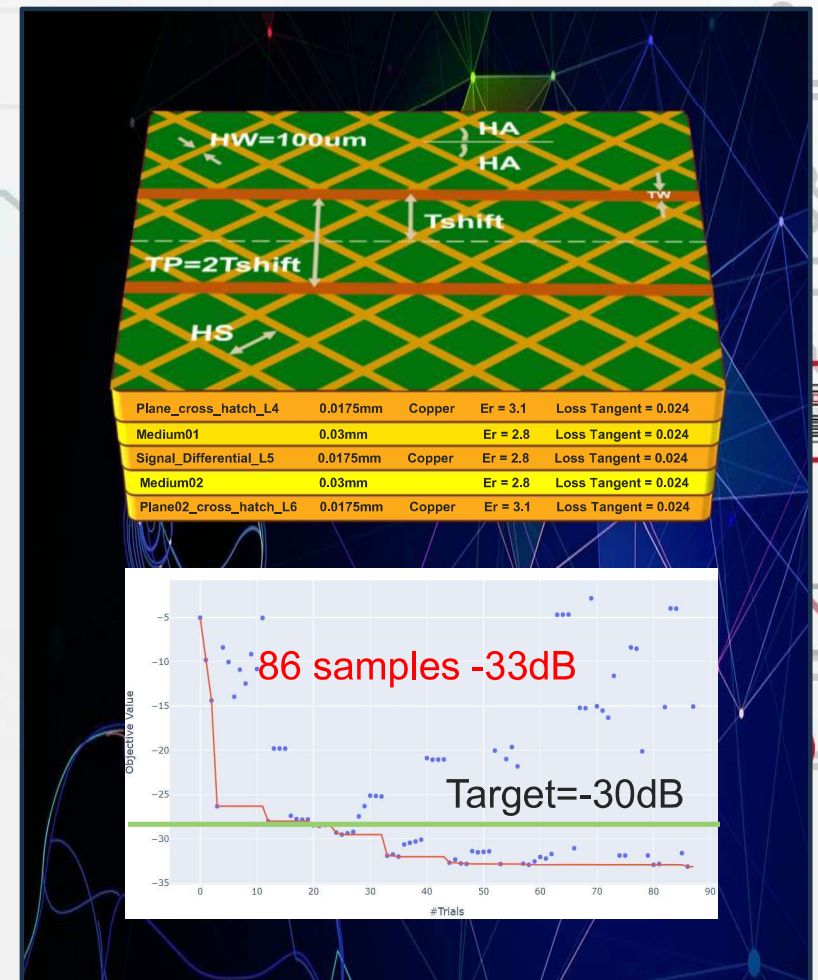 HW=100um
HA
HA
TW
Tshift
TP=2Tshift
HS
Plane_cross_hatch_L4 0.0175mm Copper Er = 3.1 Loss Tangent = 0.024
Medium01 0.03mm Er = 2.8 Loss Tangent = 0.024
Signal_Differential_L5 0.0175mm Copper Er = 2.8 Loss Tangent = 0.024
Medium02 0.03mm Er = 2.8 Loss Tangent = 0.024
Plane02_cross_hatch_L6 0.0175mm Copper Er = 3.1 Loss Tangent = 0.024
86 samples -33dB
Target=-30dB
Objective Value
−5
−10
−15
−20
−25
−30
−35
0 10 20 30 40 50 60 70 80 90
#Trials